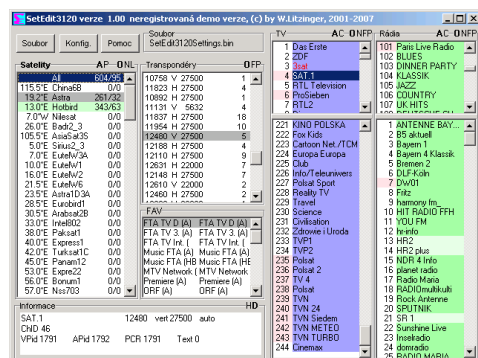 SetEdit3120 verze 1.00 neregistrovaná demo verze, (c) by W.Litzinger, 2001-2007
Soubor
Konfig.
Pomoc
Soubor
SetEdit3120Settings.bin
Satelity AP-ONL
All 604/95
115.5°E China6B 0/0
19.2°E Astra 261/32
13.0°E Hotbird 343/63
7.0°W Nilesat 0/0
26.0°E Badr2_3 0/0
105.5°E AsiaSat3S 0/0
5.0°E Sirius2_3 0/0
7.0°E EutelW3A 0/0
10.0°E EutelW1 0/0
16.0°E EutelW2 0/0
21.5°E EutelW6 0/0
23.5°E Astra1D3A 0/0
28.5°E Eurobird1 0/0
30.5°E Arabsat2B 0/0
33.0°E Intel802 0/0
38.0°E Paksat1 0/0
40.0°E Express1 0/0
42.0°E Turksat1C 0/0
45.0°E Panam12 0/0
53.0°E Expre22 0/0
56.0°E Bonum1 0/0
57.0°E Nss703 0/0
Transpondéry OFP
10758 V 27500 4
11823 H 27500 4
10892 H 27500 1
11131 V 5632 4
11837 H 27500 18
11954 H 27500 10
12480 V 27500 5
12188 H 27500 4
12110 H 27500 9
12631 H 22000 7
12148 H 27500 7
12610 V 22000 2
12460 H 27500 2
FAV
FTA TV D (A) FTA TV D (A)
FTA TV 3. (A) FTA TV 3. (A)
FTA TV Int. ( FTA TV Int. (
Music FTA (A) Music FTA (A)
Music FTA (HB Music FTA (HB
MTV Network ( MTV Network (
Premiere (A) Premiere (A)
ORF (A) ORF (A)
TV AC ONFP
1 Das Erste
2 ZDF
3 3sat
4 SAT.1
5 RTL Television
6 ProSieben
7 RTL2
221 KINO POLSKA
222 Fox Kids
223 Cartoon Net./TCM
224 Europa Europa
225 Club
226 Info/Teleuniwers
227 Polsat Sport
228 Reality TV
229 Travel
230 Science
231 Civilisation
232 Zdrowie i Uroda
233 TVP1
234 TVP2
235 Polsat
236 Polsat 2
237 TV 4
238 Polsat
239 TVN
240 TVN 24
241 TVN Siedem
242 TVN METEO
243 TVN TURBO
244 Cinemax
Rádia AC ONFP
101 Paris Live Radio
102 BLUES
103 DINNER PARTY
104 KLASSIK
105 JAZZ
106 COUNTRY
107 UK HITS
1 ANTENNE BAY...
2 B5 aktuell
3 Bayern 1
4 Bayern 4 Klassik
5 Bremen 2
6 DLF-Köln
7 DW01
8 Fritz
9 harmony fm_
10 HIT RADIO FFH
11 YOU FM
12 hr-info
13 HR2
14 HR2 plus
15 NDR 4 Info
16 planet radio
17 Radio Maria
18 RADIOmultikulti
19 Rock Antenne
20 SPUTNIK
21 SR 1
22 Sunshine Live
23 Inselradio
24 domradio
25 RADIO MARIA
Informace HD-
SAT.1 12480 vert 27500 auto
ChID 46
VPid 1791 APid 1792 PCR 1791 Text 0